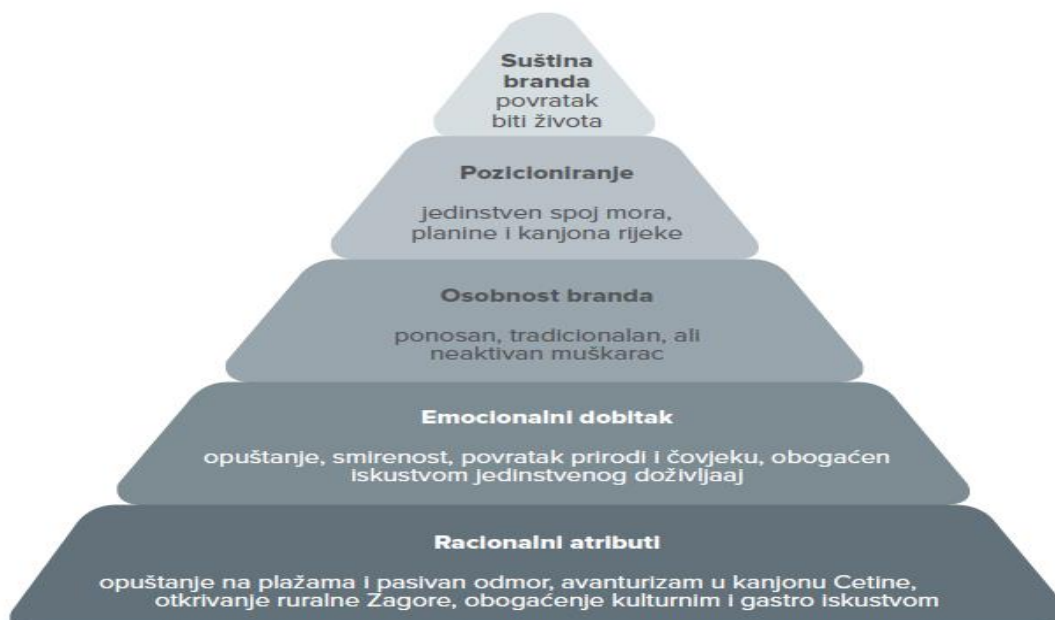 Suština
branda
povratak
biti života
Pozicioniranje
jedinstven spoj mora,
planine i kanjona rijeke
Osobnost branda
ponosan, tradicionalan, ali
neaktivan muškarac
Emocionalni dobitak
opuštanje, smirenost, povratak prirodi i čovjeku, obogaćen
iskustvom jedinstvenog doživljaaj
Racionalni atributi
opuštanje na plažama i pasivan odmor, avanturizam u kanjonu Cetine,
otkrivanje ruralne Zagore, obogaćenje kulturnim i gastro iskustvom